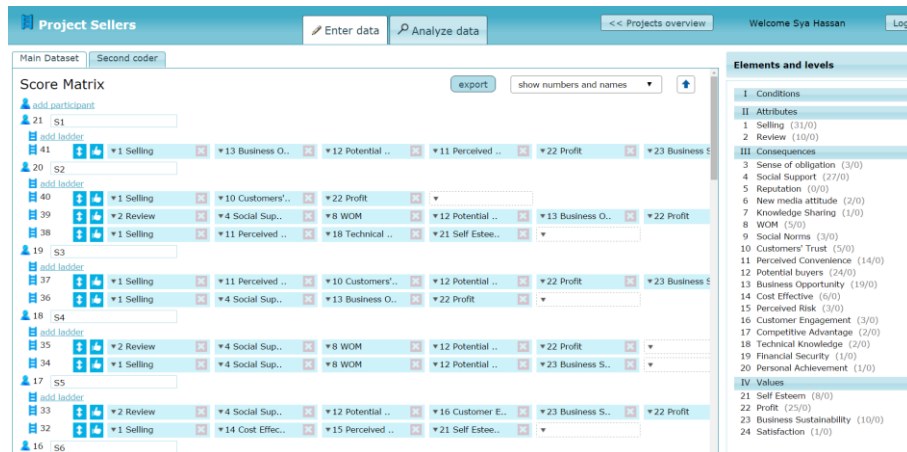 Project Sellers
Enter data
Analyze data
<< Projects overview
Welcome Sya Hassan
Log
Main Dataset
Second coder
Score Matrix
export
show numbers and names
add participant
21 S1
add ladder
41 1 Selling 13 Business O.. 12 Potential .. 11 Perceived .. 22 Profit 23 Business S
20 S2
add ladder
40 1 Selling 10 Customers'.. 22 Profit
39 2 Review 4 Social Sup.. 8 WOM 12 Potential .. 13 Business O.. 22 Profit
38 1 Selling 11 Perceived .. 18 Technical .. 21 Self Estee..
19 S3
add ladder
37 1 Selling 11 Perceived .. 10 Customers'.. 12 Potential .. 22 Profit 23 Business S
36 1 Selling 4 Social Sup.. 13 Business O.. 22 Profit
18 S4
add ladder
35 2 Review 4 Social Sup.. 8 WOM 12 Potential .. 22 Profit
34 1 Selling 4 Social Sup.. 8 WOM 12 Potential .. 23 Business S..
17 S5
add ladder
33 2 Review 4 Social Sup.. 12 Potential .. 16 Customer E.. 23 Business S.. 22 Profit
32 1 Selling 14 Cost Effec.. 15 Perceived .. 21 Self Estee..
16 S6
Elements and levels
I Conditions
II Attributes
1 Selling (31/0)
2 Review (10/0)
III Consequences
3 Sense of obligation (3/0)
4 Social Support (27/0)
5 Reputation (0/0)
6 New media attitude (2/0)
7 Knowledge Sharing (1/0)
8 WOM (5/0)
9 Social Norms (3/0)
10 Customers' Trust (5/0)
11 Perceived Convenience (14/0)
12 Potential buyers (24/0)
13 Business Opportunity (19/0)
14 Cost Effective (6/0)
15 Perceived Risk (3/0)
16 Customer Engagement (3/0)
17 Competitive Advantage (2/0)
18 Technical Knowledge (2/0)
19 Financial Security (1/0)
20 Personal Achievement (1/0)
IV Values
21 Self Esteem (8/0)
22 Profit (25/0)
23 Business Sustainability (10/0)
24 Satisfaction (1/0)